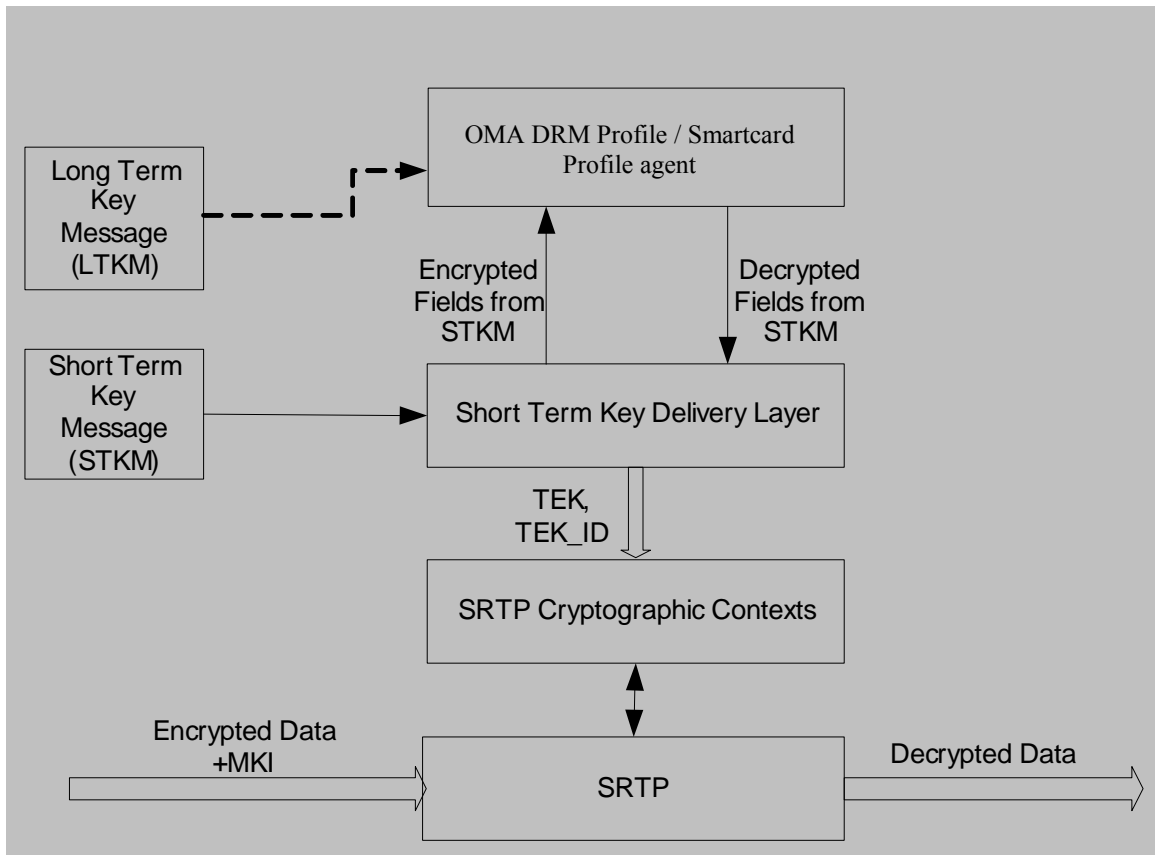 OMA DRM Profile / Smartcard
Profile agent
Long Term
Key
Message
(LTKM)
Encrypted
Fields from
STKM
Decrypted
Fields from
STKM
Short Term
Key
Message
(STKM)
Short Term Key Delivery Layer
TEK,
TEK_ID
SRTP Cryptographic Contexts
Encrypted Data
+MKI
SRTP
Decrypted Data